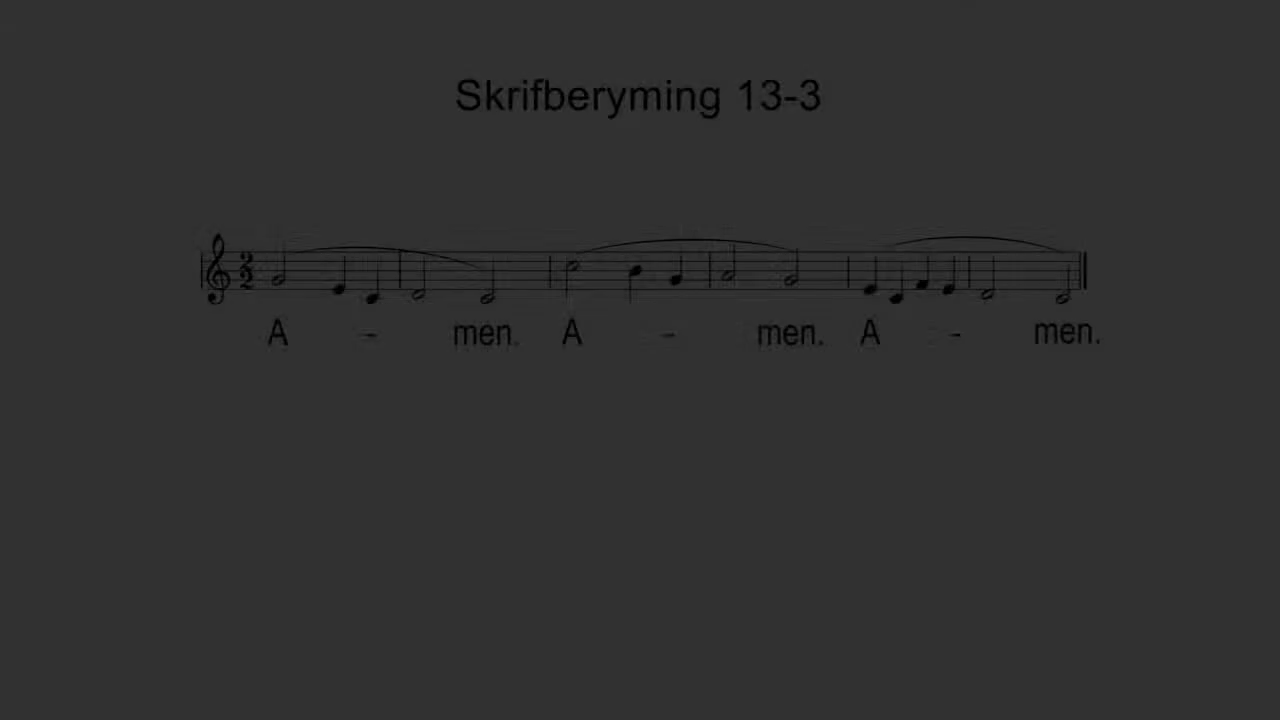 Skrifberyming 13-3
A - men. A - men. A - men.